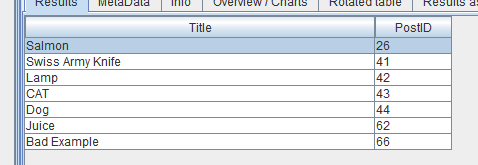 Results MetaData Info Overview / Charts Rotated table Results as
Title PostID
Salmon 26
Swiss Army Knife 41
Lamp 42
CAT 43
Dog 44
Juice 62
Bad Example 66